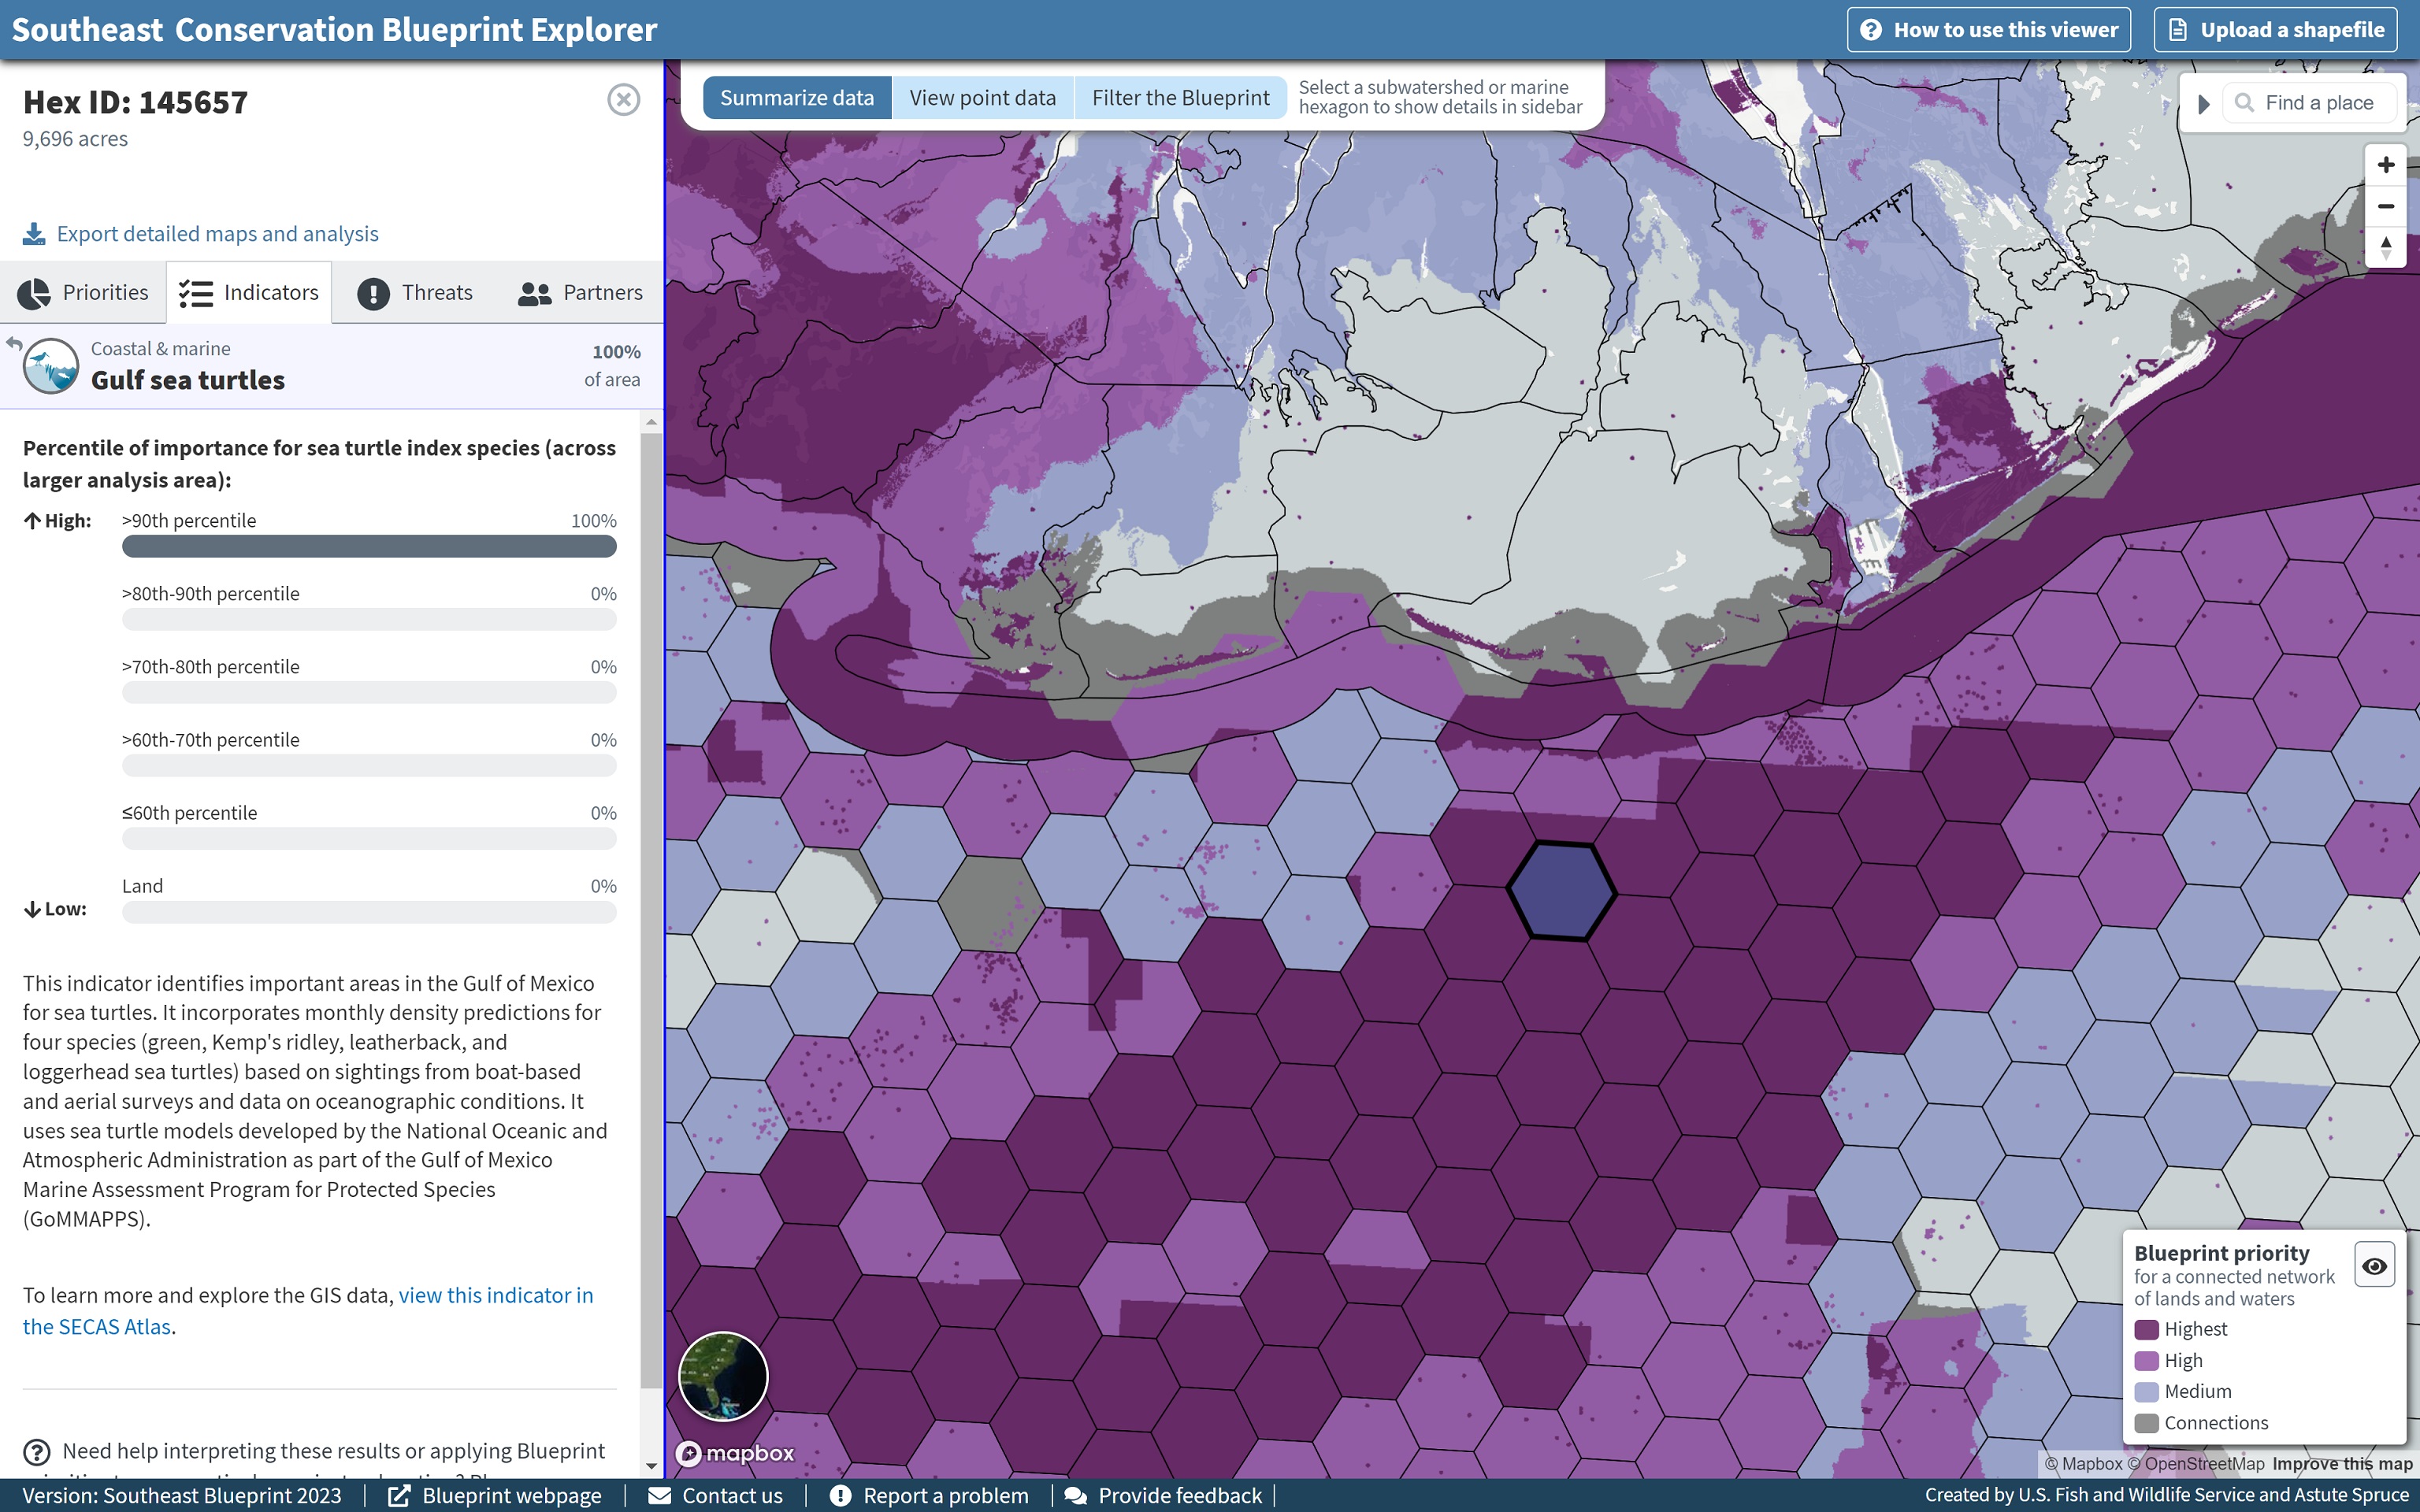 Southeast Conservation Blueprint Explorer
How to use this viewer
Upload a shapefile
Hex ID: 145657
9,696 acres
Export detailed maps and analysis
Priorities
Indicators
Threats
Partners
Coastal & marine
Gulf sea turtles
100%
of area
Percentile of importance for sea turtle index species (across
larger analysis area):
↑ High:
>90th percentile 100%
>80th-90th percentile 0%
>70th-80th percentile 0%
>60th-70th percentile 0%
≤60th percentile 0%
Land 0%
↓ Low:
This indicator identifies important areas in the Gulf of Mexico
for sea turtles. It incorporates monthly density predictions for
four species (green, Kemp's ridley, leatherback, and
loggerhead sea turtles) based on sightings from boat-based
and aerial surveys and data on oceanographic conditions. It
uses sea turtle models developed by the National Oceanic and
Atmospheric Administration as part of the Gulf of Mexico
Marine Assessment Program for Protected Species
(GoMMAPPS).
To learn more and explore the GIS data, view this indicator in
the SECAS Atlas.
Need help interpreting these results or applying Blueprint
Summarize data
View point data
Filter the Blueprint
Select a subwatershed or marine
hexagon to show details in sidebar
Find a place
Blueprint priority
for a connected network
of lands and waters
Highest
High
Medium
Connections
mapbox
© Mapbox © OpenStreetMap Improve this map
Version: Southeast Blueprint 2023
Blueprint webpage
Contact us
Report a problem
Provide feedback
Created by U.S. Fish and Wildlife Service and Astute Spruce